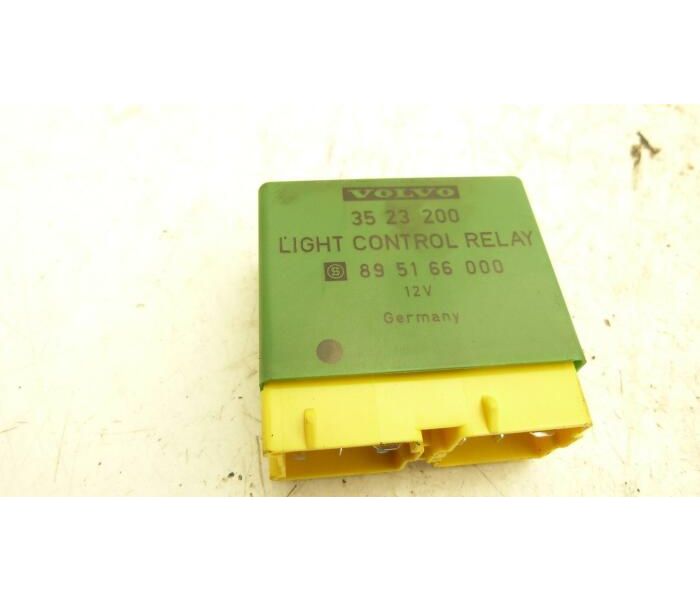 VOLVO
35 23 200
LIGHT CONTROL RELAY
S 89 51 66 000
12V
Germany